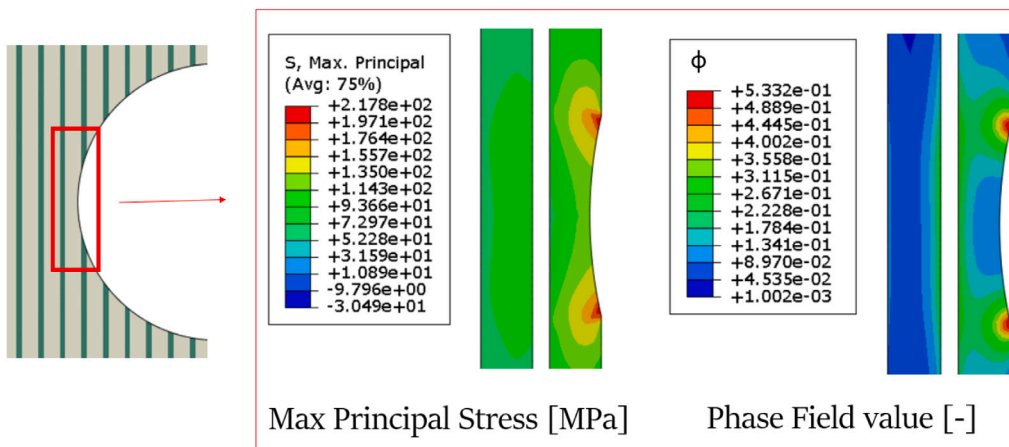 S, Max. Principal
(Avg: 75%)
+2.178e+02
+1.971e+02
+1.764e+02
+1.557e+02
+1.350e+02
+1.143e+02
+9.366e+01
+7.297e+01
+5.228e+01
+3.159e+01
+1.089e+01
-9.796e+00
-3.049e+01
Max Principal Stress [MPa]
ϕ
+5.332e-01
+4.889e-01
+4.445e-01
+4.002e-01
+3.558e-01
+3.115e-01
+2.671e-01
+2.228e-01
+1.784e-01
+1.341e-01
+8.970e-02
+4.535e-02
+1.002e-03
Phase Field value [-]